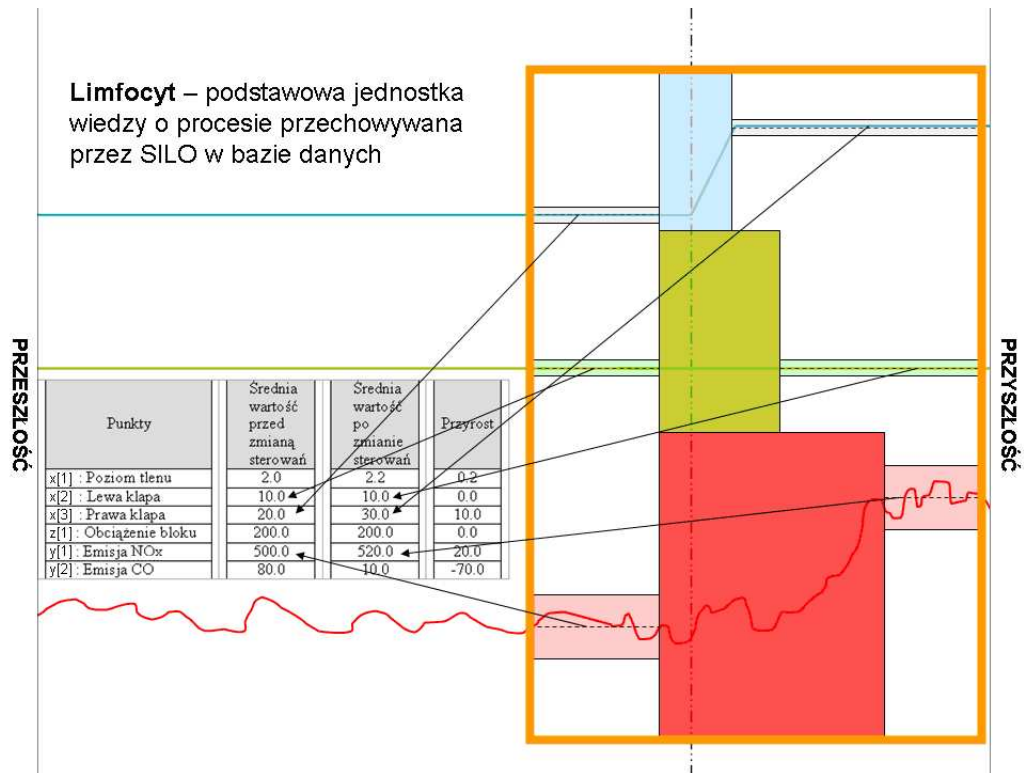 Limfocyt – podstawowa jednostka
wiedzy o procesie przechowywana
przez SILO w bazie danych
PRZESZŁOŚĆ
PRZYSZŁOŚĆ
Punkty
Średnia
wartość
przed
zmianą
sterowań
Średnia
wartość
po
zmianie
sterowań
Przyrost
x[1] : Poziom tlenu 2.0 2.2 0.2
x[2] : Lewa klapa 10.0 10.0 0.0
x[3] : Prawa klapa 20.0 30.0 10.0
z[1] : Obciążenie bloku 200.0 200.0 0.0
y[1] : Emisja NOx 500.0 520.0 20.0
y[2] : Emisja CO 80.0 10.0 -70.0